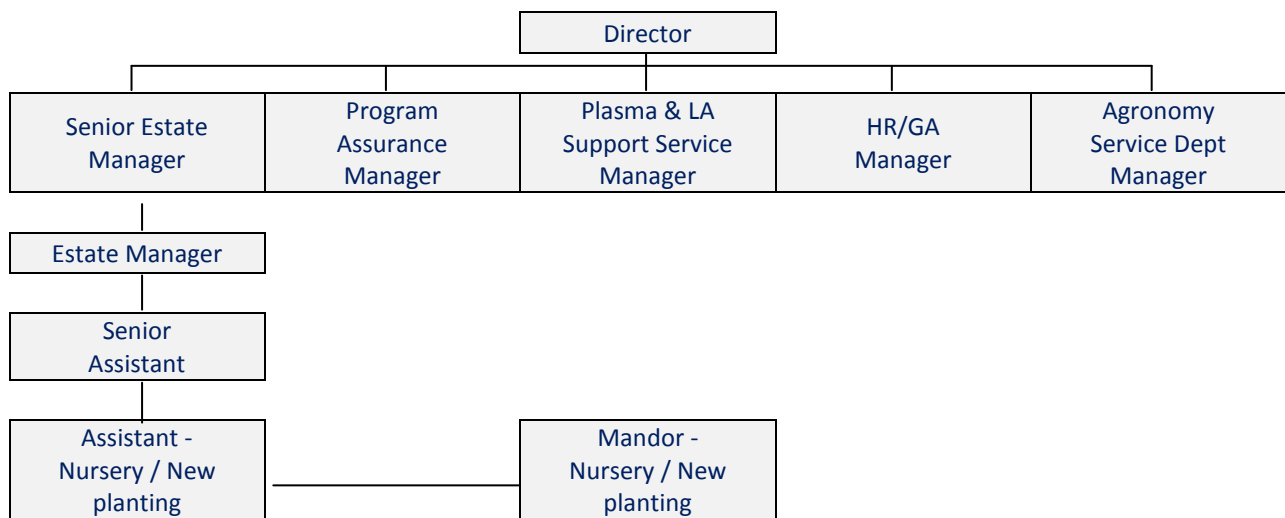 Director
Senior Estate
Manager
Program
Assurance
Manager
Plasma & LA
Support Service
Manager
HR/GA
Manager
Agronomy
Service Dept
Manager
Estate Manager
Senior
Assistant
Assistant -
Nursery / New
planting
Mandor -
Nursery / New
planting